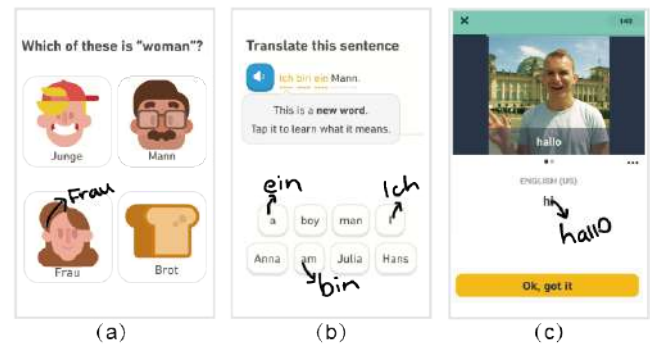 Which of these is "woman"?
Junge
Mann
Frau
Frau
Brot
(a)
Translate this sentence
Ich bin ein Mann.
This is a new word.
Tap it to learn what it means.
ein
Ich
a
boy
man
I
Anna
am
Julia
Hans
bin
(b)
×
hallo
ENGLISH (US)
hi
hallo
Ok, got it
(c)